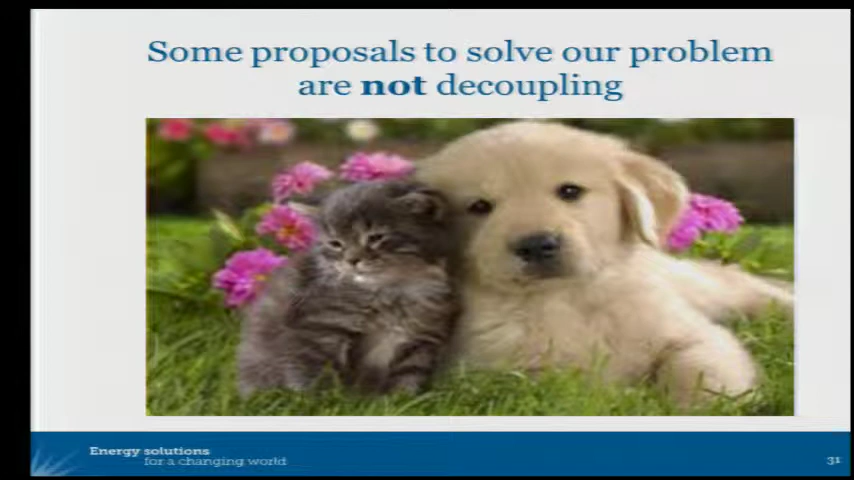 Some proposals to solve our problem
are not decoupling
Energy solutions
for a changing world
31